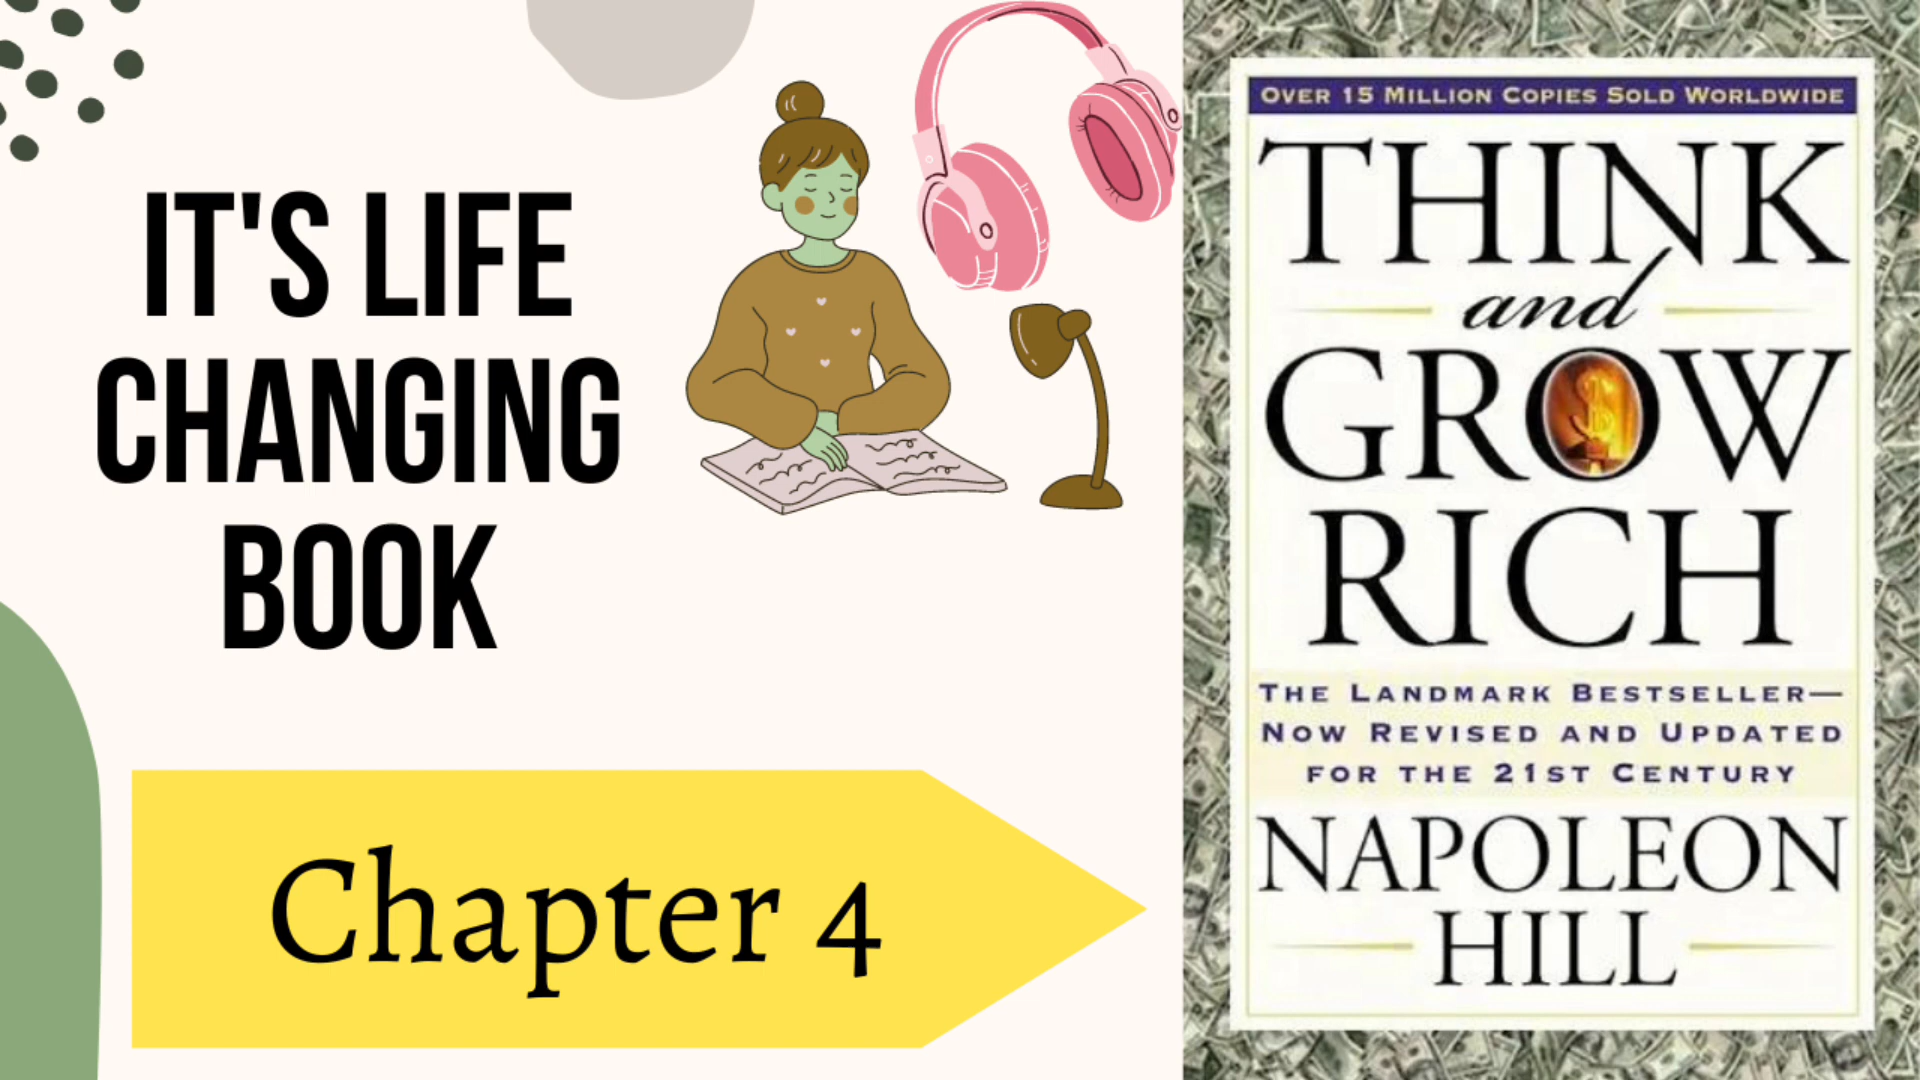 IT'S LIFE
CHANGING
BOOK
Chapter 4
OVER 15 MILLION COPIES SOLD WORLDWIDE
THINK
and
GROW
RICH
THE LANDMARK BESTSELLER—
NOW REVISED AND UPDATED
FOR THE 21ST CENTURY
NAPOLEON
HILL